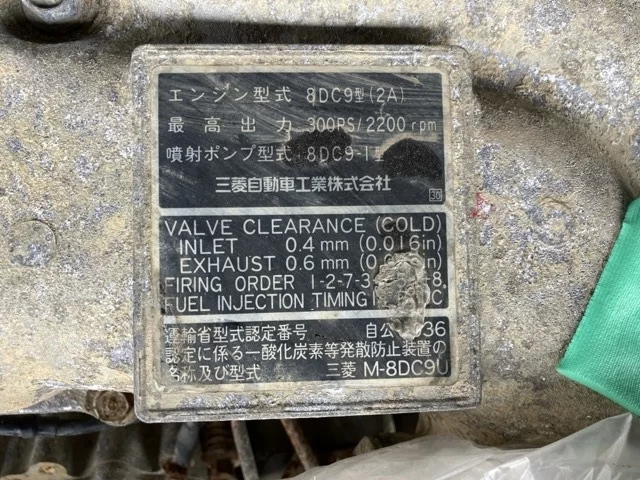 エンジン型式 8DC9型(2A)
最高出力 300PS/2200rpm
噴射ポンプ型式 8DC9-1型
三菱自動車工業株式会社
30
VALVE CLEARANCE (COLD)
INLET 0.4mm (0.016in)
EXHAUST 0.6mm
FIRING ORDER 1-2-7-3
FUEL INJECTION TIMING
運輸省型式認定番号 自公 36
認定に係る一酸化炭素等発散防止装置の
名称及び型式 三菱 M-8DC9U